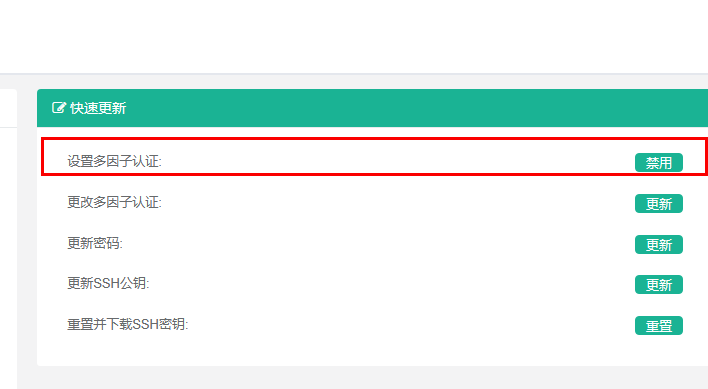 快速更新
设置多因子认证: 禁用
更改多因子认证: 更新
更新密码: 更新
更新SSH公钥: 更新
重置并下载SSH密钥: 重置